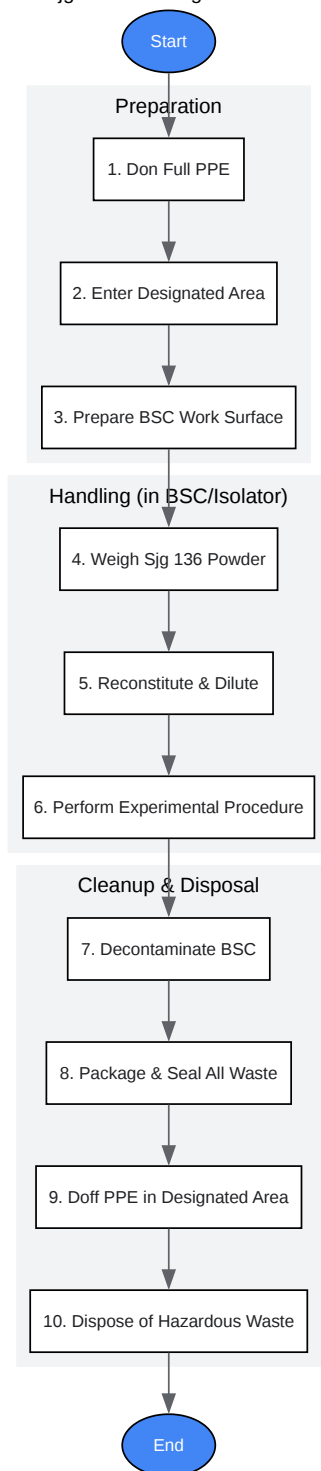 Start
Preparation
1. Don Full PPE
2. Enter Designated Area
3. Prepare BSC Work Surface
Handling (in BSC/Isolator)
4. Weigh Sjg 136 Powder
5. Reconstitute & Dilute
6. Perform Experimental Procedure
Cleanup & Disposal
7. Decontaminate BSC
8. Package & Seal All Waste
9. Doff PPE in Designated Area
10. Dispose of Hazardous Waste
End